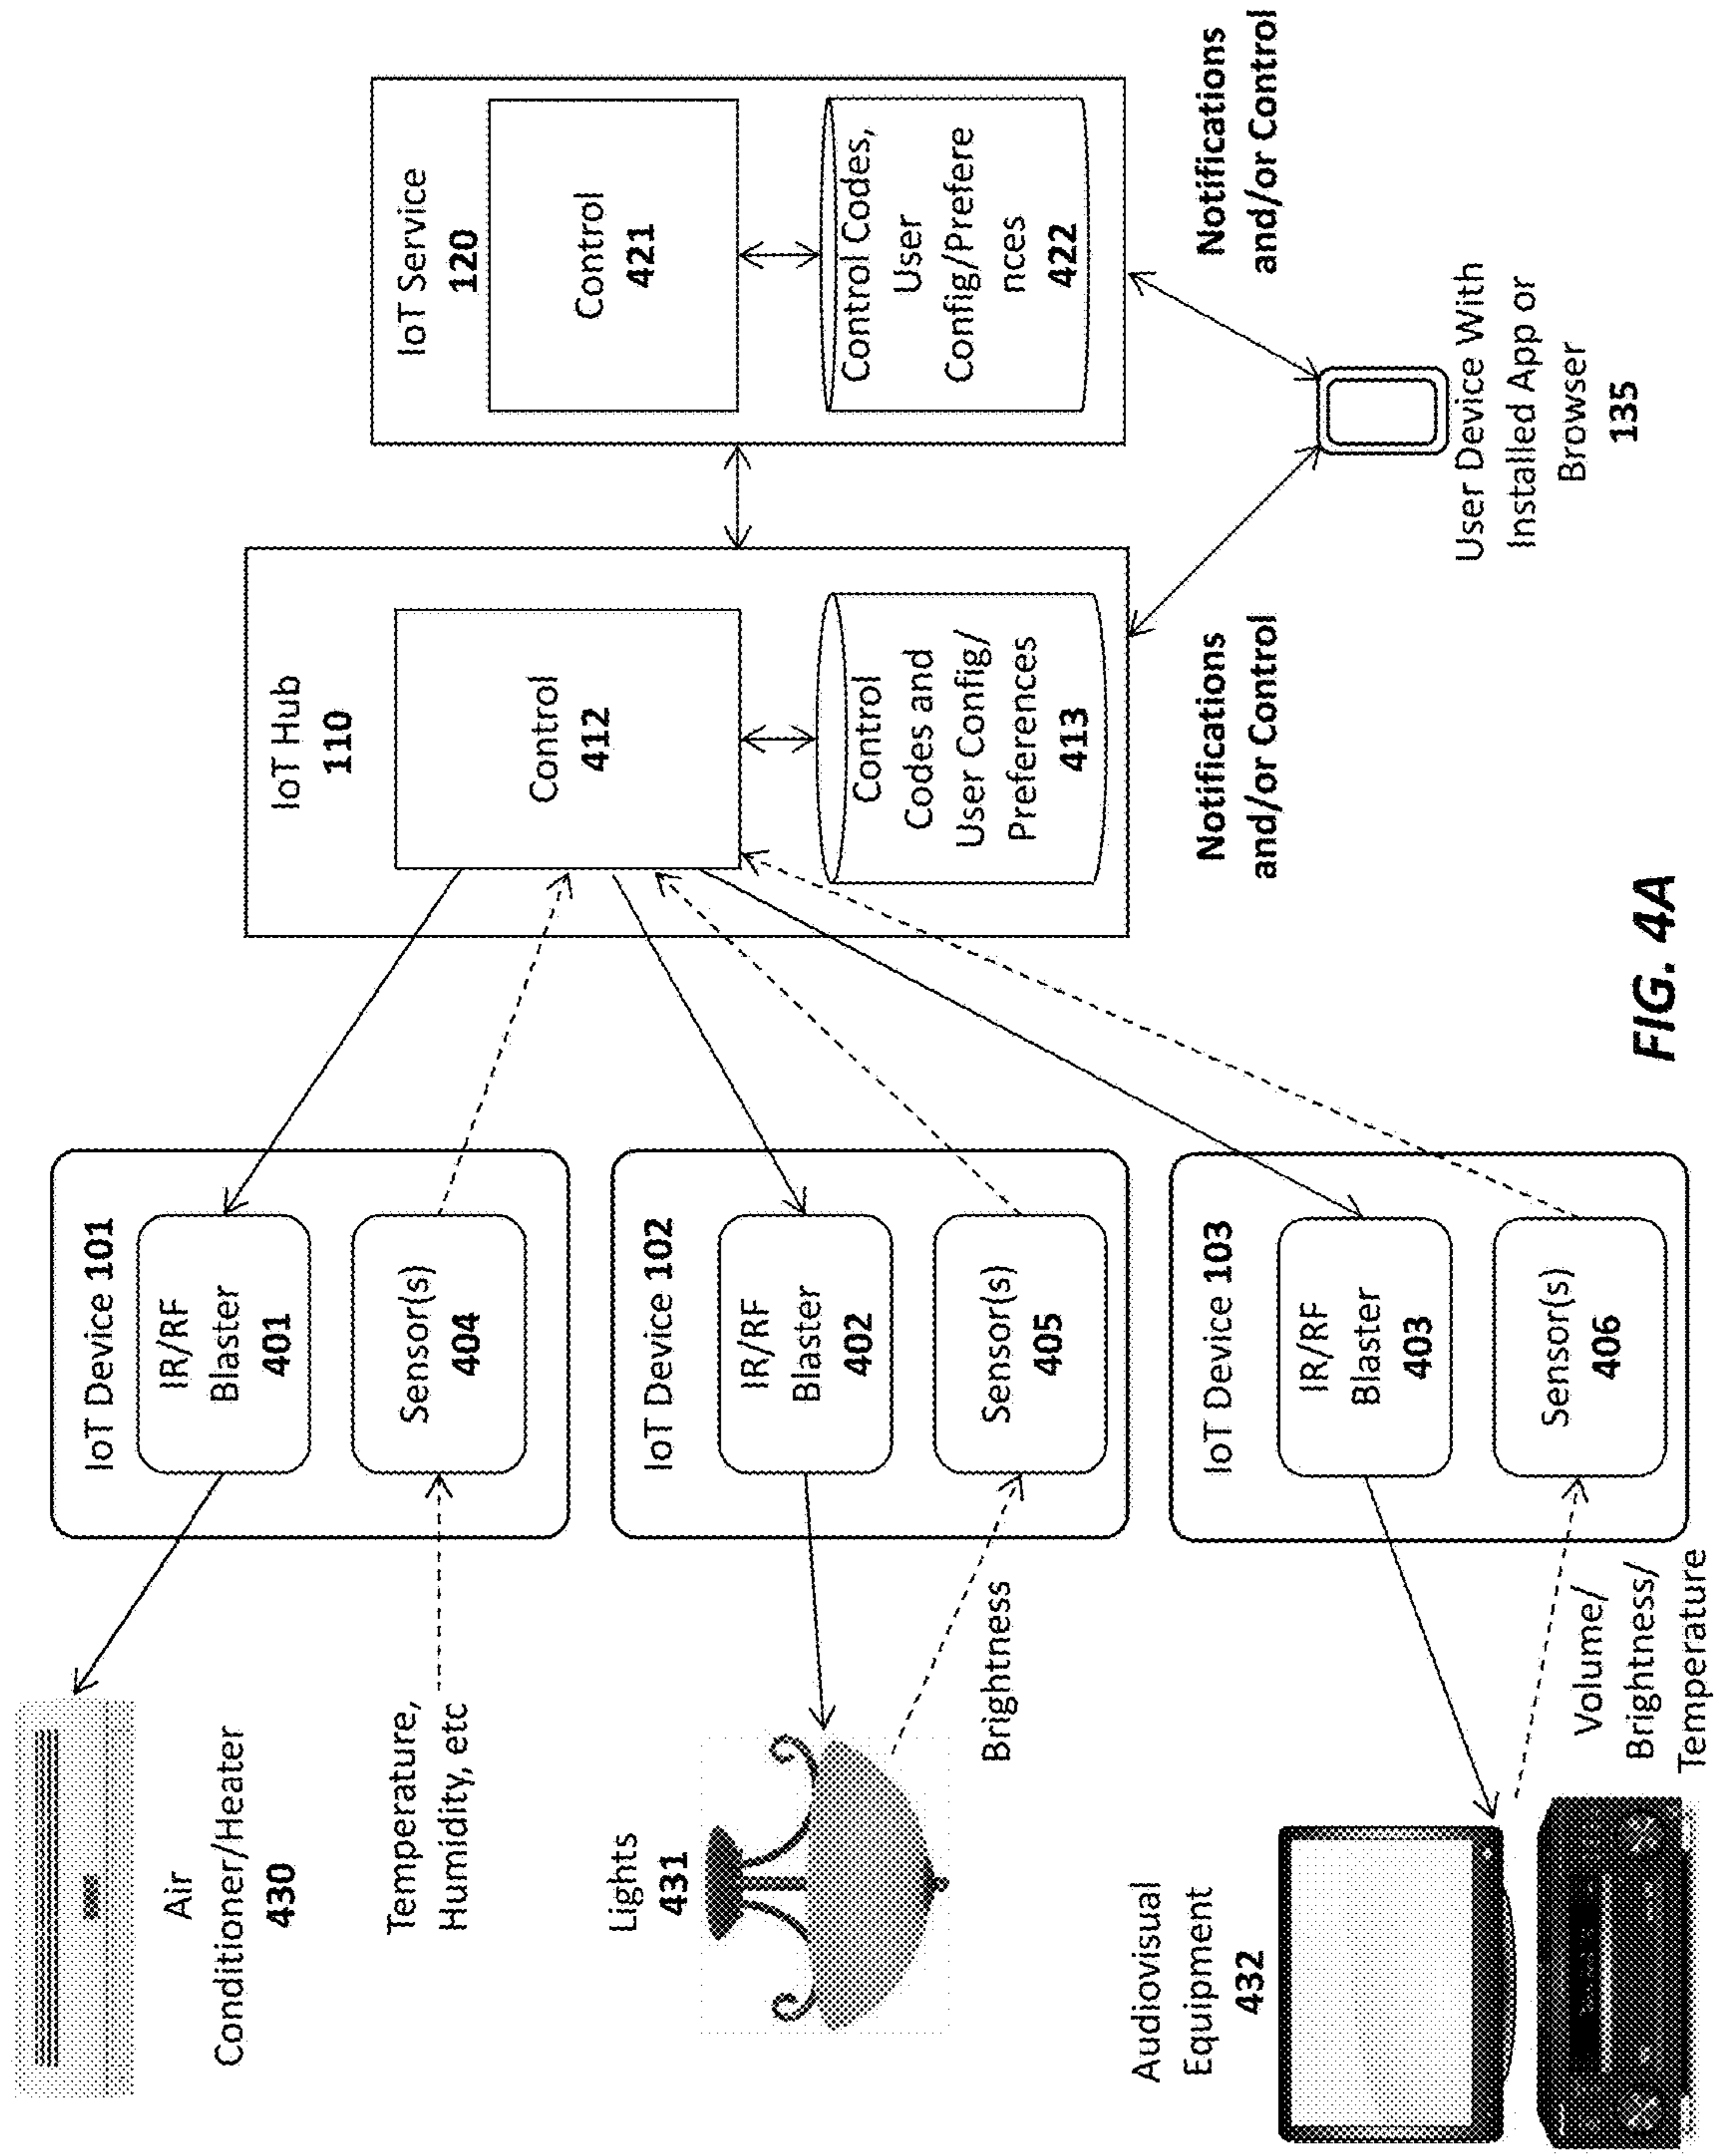 Air
Conditioner/Heater
430
Temperature,
Humidity, etc
Lights
431
Brightness
Audiovisual
Equipment
432
Volume/
Brightness/
Temperature
IoT Device 101
IR/RF
Blaster
401
Sensor(s)
404
IoT Device 102
IR/RF
Blaster
402
Sensor(s)
405
IoT Device 103
IR/RF
Blaster
403
Sensor(s)
406
IoT Hub
110
Control
412
Control
Codes and
User Config/
Preferences
413
Notifications
and/or Control
IoT Service
120
Control
421
Control Codes,
User
Config/Prefere
nces
422
Notifications
and/or Control
User Device With
Installed App or
Browser
135
FIG. 4A